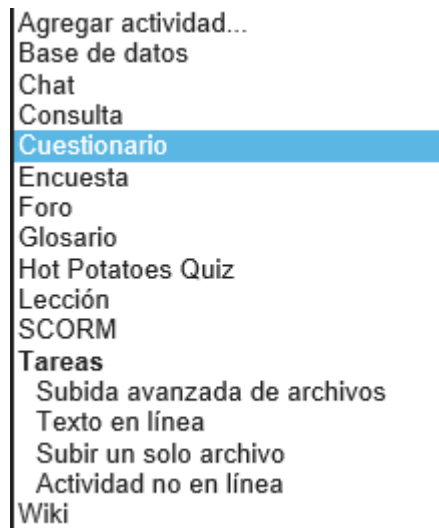 Agregar actividad...
Base de datos
Chat
Consulta
Cuestionario
Encuesta
Foro
Glosario
Hot Potatoes Quiz
Lección
SCORM
Tareas
Subida avanzada de archivos
Texto en línea
Subir un solo archivo
Actividad no en línea
Wiki